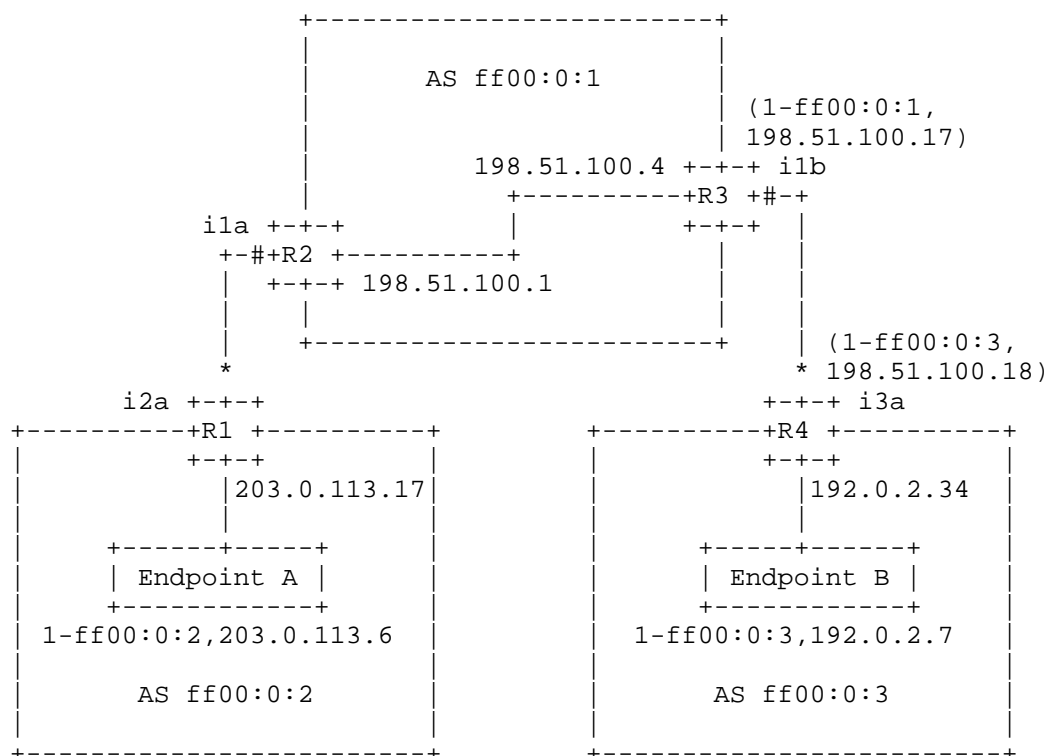 AS ff00:0:1
(1-ff00:0:1,
198.51.100.17)
198.51.100.4 i1b
R3 #
i1a
#R2
198.51.100.1
(1-ff00:0:3,
* * 198.51.100.18)
i2a i3a
R1 R4
203.0.113.17 192.0.2.34
Endpoint A Endpoint B
1-ff00:0:2,203.0.113.6 1-ff00:0:3,192.0.2.7
AS ff00:0:2 AS ff00:0:3